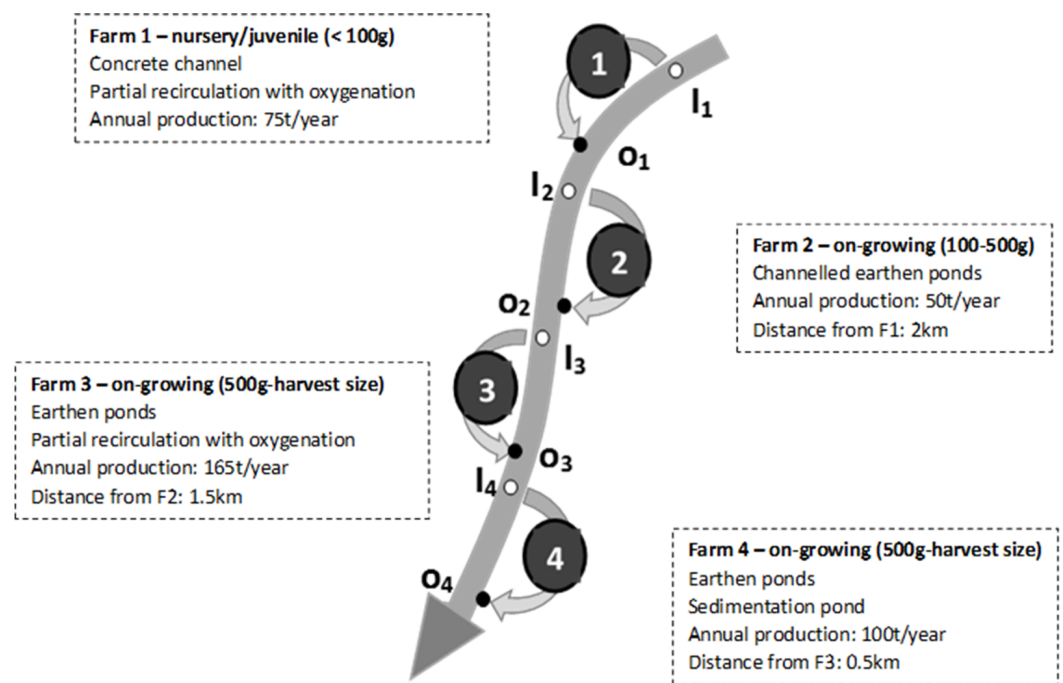 Farm 1 – nursery/juvenile (< 100g)
Concrete channel
Partial recirculation with oxygenation
Annual production: 75t/year
1
I₁
O₁
I₂
2
Farm 2 – on-growing (100-500g)
Channelled earthen ponds
Annual production: 50t/year
Distance from F1: 2km
O₂
I₃
3
Farm 3 – on-growing (500g-harvest size)
Earthen ponds
Partial recirculation with oxygenation
Annual production: 165t/year
Distance from F2: 1.5km
O₃
I₄
4
O₄
Farm 4 – on-growing (500g-harvest size)
Earthen ponds
Sedimentation pond
Annual production: 100t/year
Distance from F3: 0.5km